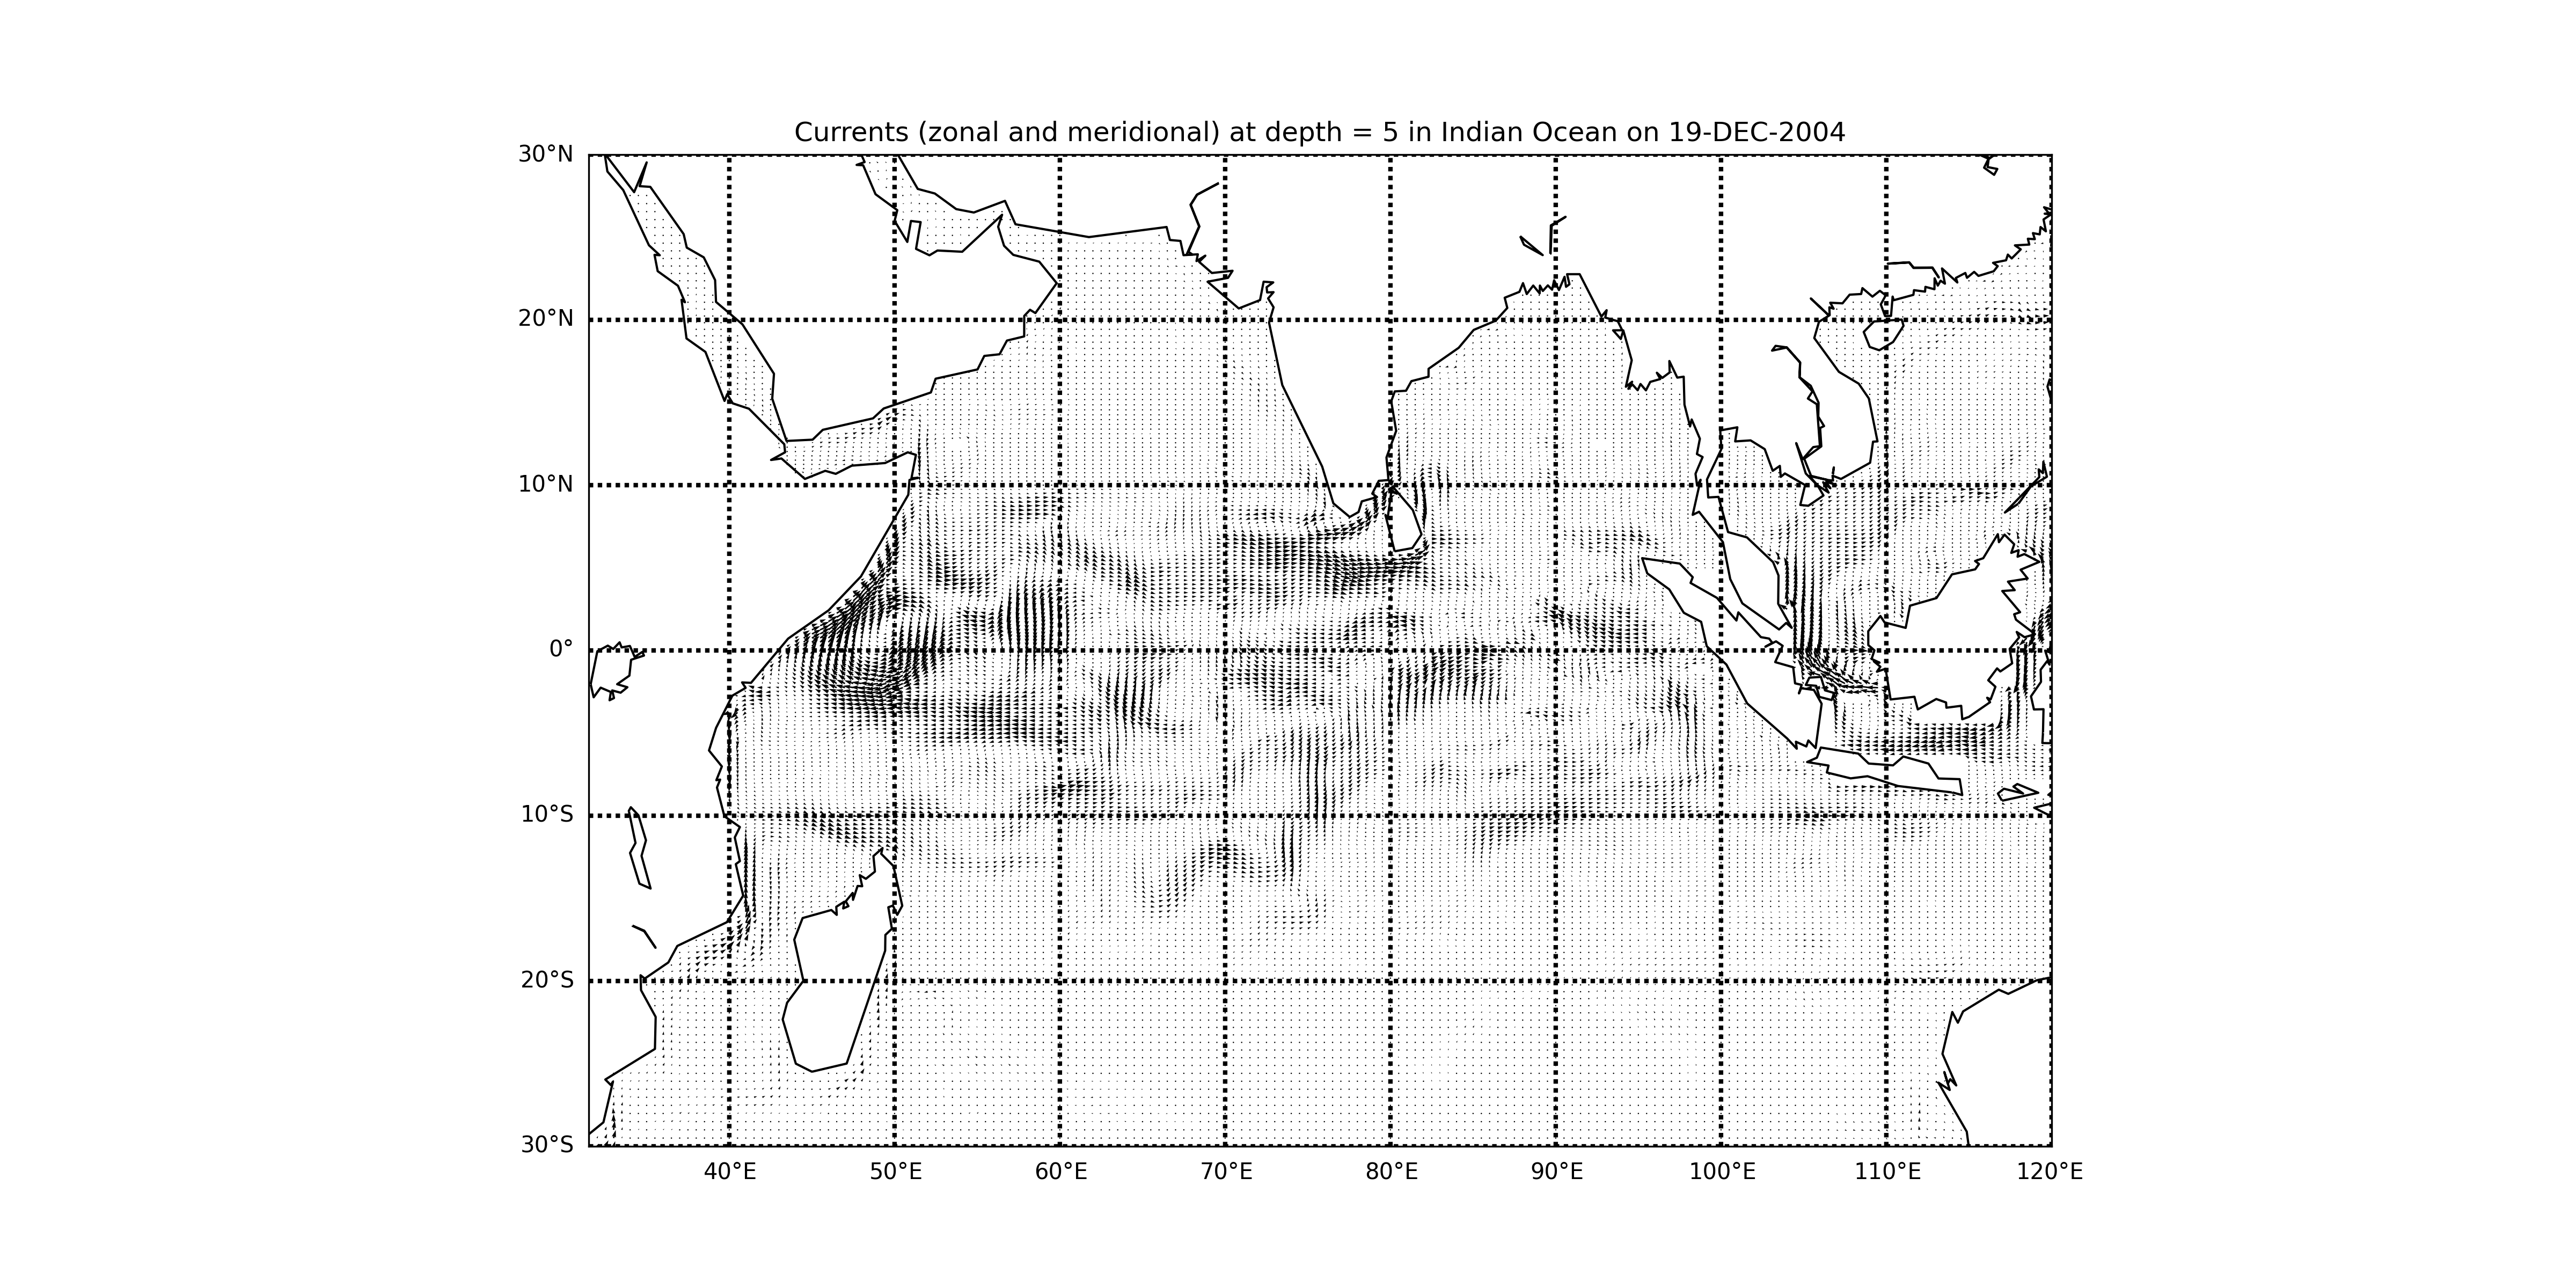 Currents (zonal and meridional) at depth = 5 in Indian Ocean on 19-DEC-2004
30°N
20°N
10°N
0°
10°S
20°S
30°S
40°E 50°E 60°E 70°E 80°E 90°E 100°E 110°E 120°E